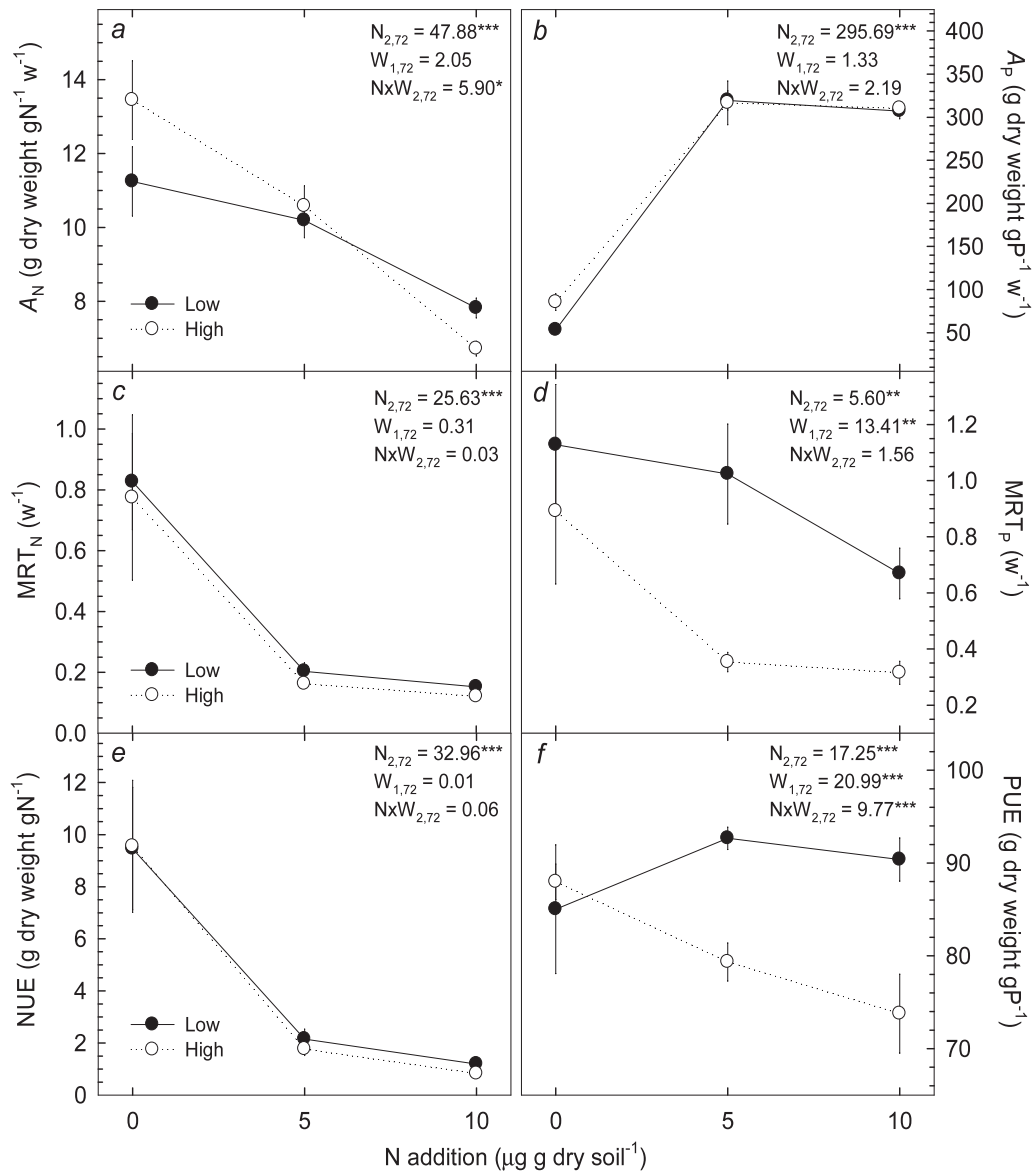 a
N2,72 = 47.88***
W1,72 = 2.05
NxW2,72 = 5.90*
14
12
10
8
AN (g dry weight gN-1 w-1)
Low
High
b
N2,72 = 295.69***
W1,72 = 1.33
NxW2,72 = 2.19
400
350
300
250
200
150
100
50
AP (g dry weight gP-1 w-1)
c
N2,72 = 25.63***
W1,72 = 0.31
NxW2,72 = 0.03
1.0
0.8
0.6
0.4
0.2
0.0
MRTN (w-1)
Low
High
d
N2,72 = 5.60**
W1,72 = 13.41**
NxW2,72 = 1.56
1.2
1.0
0.8
0.6
0.4
0.2
MRTP (w-1)
e
N2,72 = 32.96***
W1,72 = 0.01
NxW2,72 = 0.06
12
10
8
6
4
2
0
NUE (g dry weight gN-1)
Low
High
f
N2,72 = 17.25***
W1,72 = 20.99***
NxW2,72 = 9.77***
100
90
80
70
PUE (g dry weight gP-1)
0 5 10
0 5 10
N addition (µg g dry soil-1)